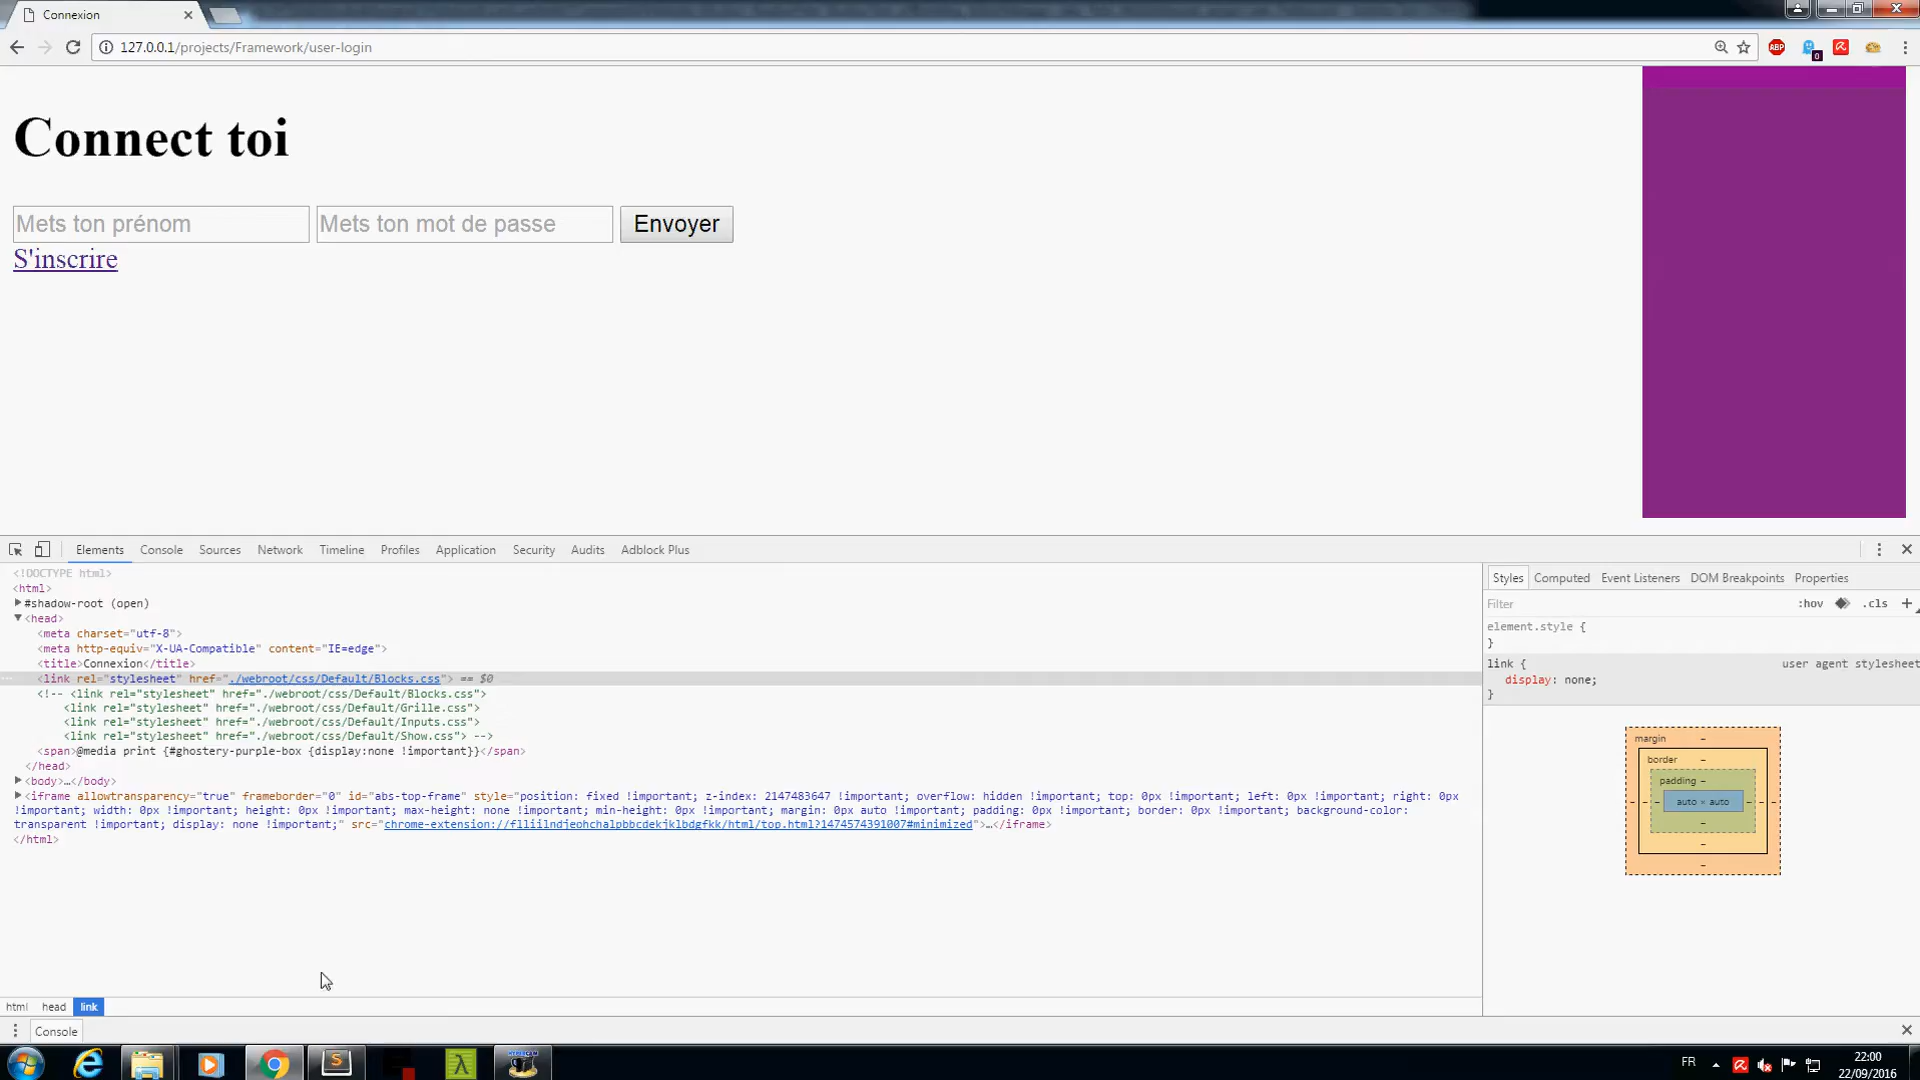 Connexion
127.0.0.1/projects/Framework/user-login
ABP
0
Connect toi
Mets ton prénom Mets ton mot de passe Envoyer
S'inscrire
Elements Console Sources Network Timeline Profiles Application Security Audits Adblock Plus
<!DOCTYPE html>
<html>
#shadow-root (open)
<head>
<meta charset="utf-8">
<meta http-equiv="X-UA-Compatible" content="IE=edge">
<title>Connexion</title>
<link rel="stylesheet" href="./webroot/css/Default/Blocks.css"> == $0
<!-- <link rel="stylesheet" href="./webroot/css/Default/Blocks.css">
<link rel="stylesheet" href="./webroot/css/Default/Grille.css">
<link rel="stylesheet" href="./webroot/css/Default/Inputs.css">
<link rel="stylesheet" href="./webroot/css/Default/Show.css"> -->
<span>@media print {#ghostery-purple-box {display:none !important}}</span>
</head>
<body>…</body>
<iframe allowtransparency="true" frameborder="0" id="abs-top-frame" style="position: fixed !important; z-index: 2147483647 !important; overflow: hidden !important; top: 0px !important; left: 0px !important; right: 0px
!important; width: 0px !important; height: 0px !important; max-height: none !important; min-height: 0px !important; margin: 0px auto !important; padding: 0px !important; border: 0px !important; background-color:
transparent !important; display: none !important;" src="chrome-extension://flliilndjeohchalpbbcdekjklbdgfkk/html/top.html?1474574391007#minimized">…</iframe>
</html>
Styles Computed Event Listeners DOM Breakpoints Properties
Filter :hov .cls +
element.style {
}
link { user agent stylesheet
display: none;
}
margin –
border –
padding –
– – – auto × auto – – –
–
–
–
html head link
Console
FR 22:00
22/09/2016